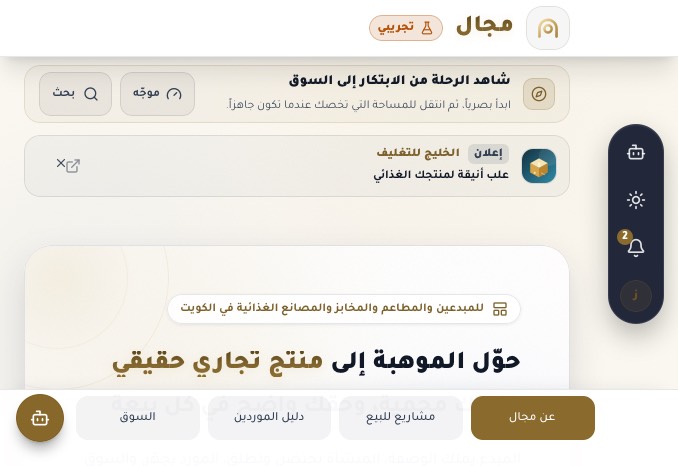 مجال
تجريبي
شاهد الرحلة من الابتكار إلى السوق
ابدأ بصرياً، ثم انتقل للمساحة التي تخصك عندما تكون جاهزاً.
موجّه
بحث
إعلان
الخليج للتغليف
علب أنيقة لمنتجك الغذائي
2
للمبدعين والمطاعم والمخابز والمصانع الغذائية في الكويت
حوّل الموهبة إلى منتج تجاري حقيقي
عن مجال
مشاريع للبيع
دليل الموردين
السوق